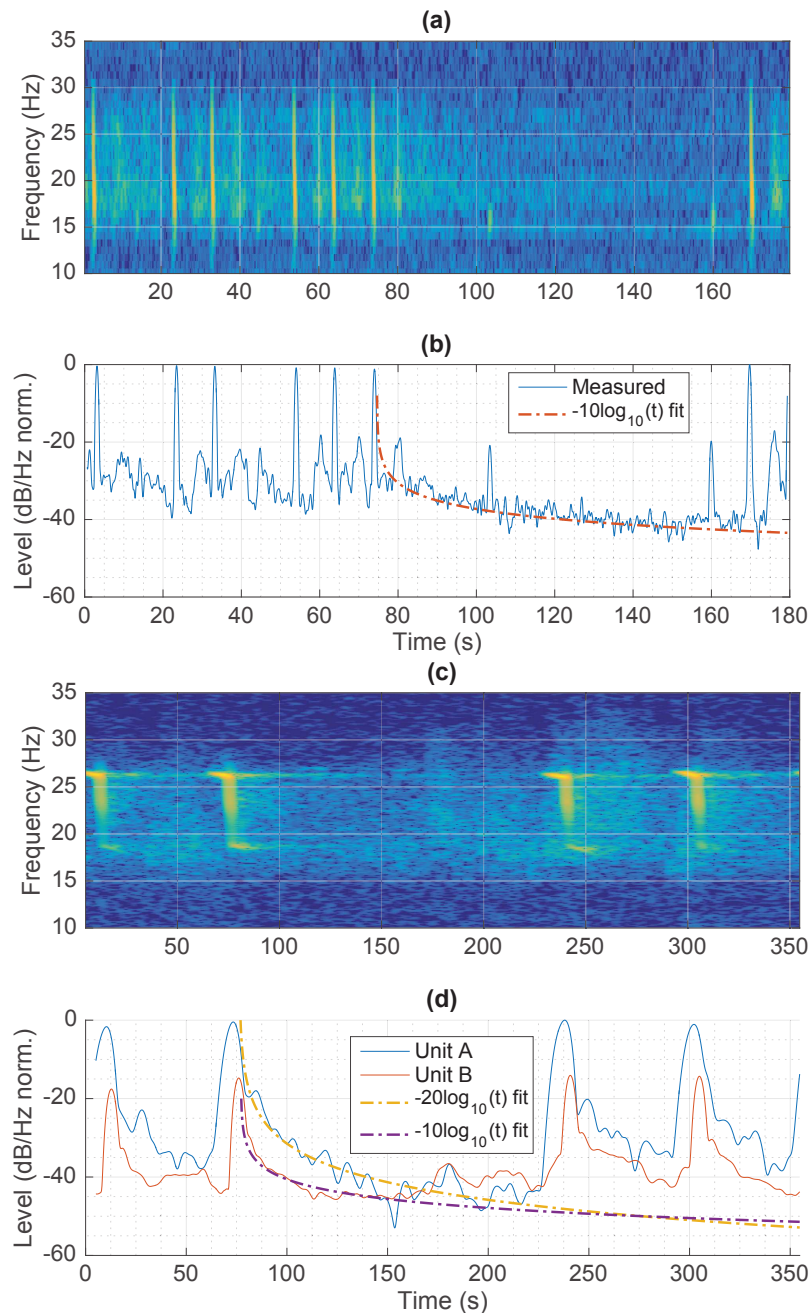 (a)
Frequency (Hz)
35
30
25
20
15
10
20 40 60 80 100 120 140 160
(b)
Level (dB/Hz norm.)
0
-20
-40
-60
Measured
-10log10(t) fit
0 20 40 60 80 100 120 140 160 180
Time (s)
(c)
Frequency (Hz)
35
30
25
20
15
10
50 100 150 200 250 300 350
(d)
Level (dB/Hz norm.)
0
-20
-40
-60
Unit A
Unit B
-20log10(t) fit
-10log10(t) fit
0 50 100 150 200 250 300 350
Time (s)